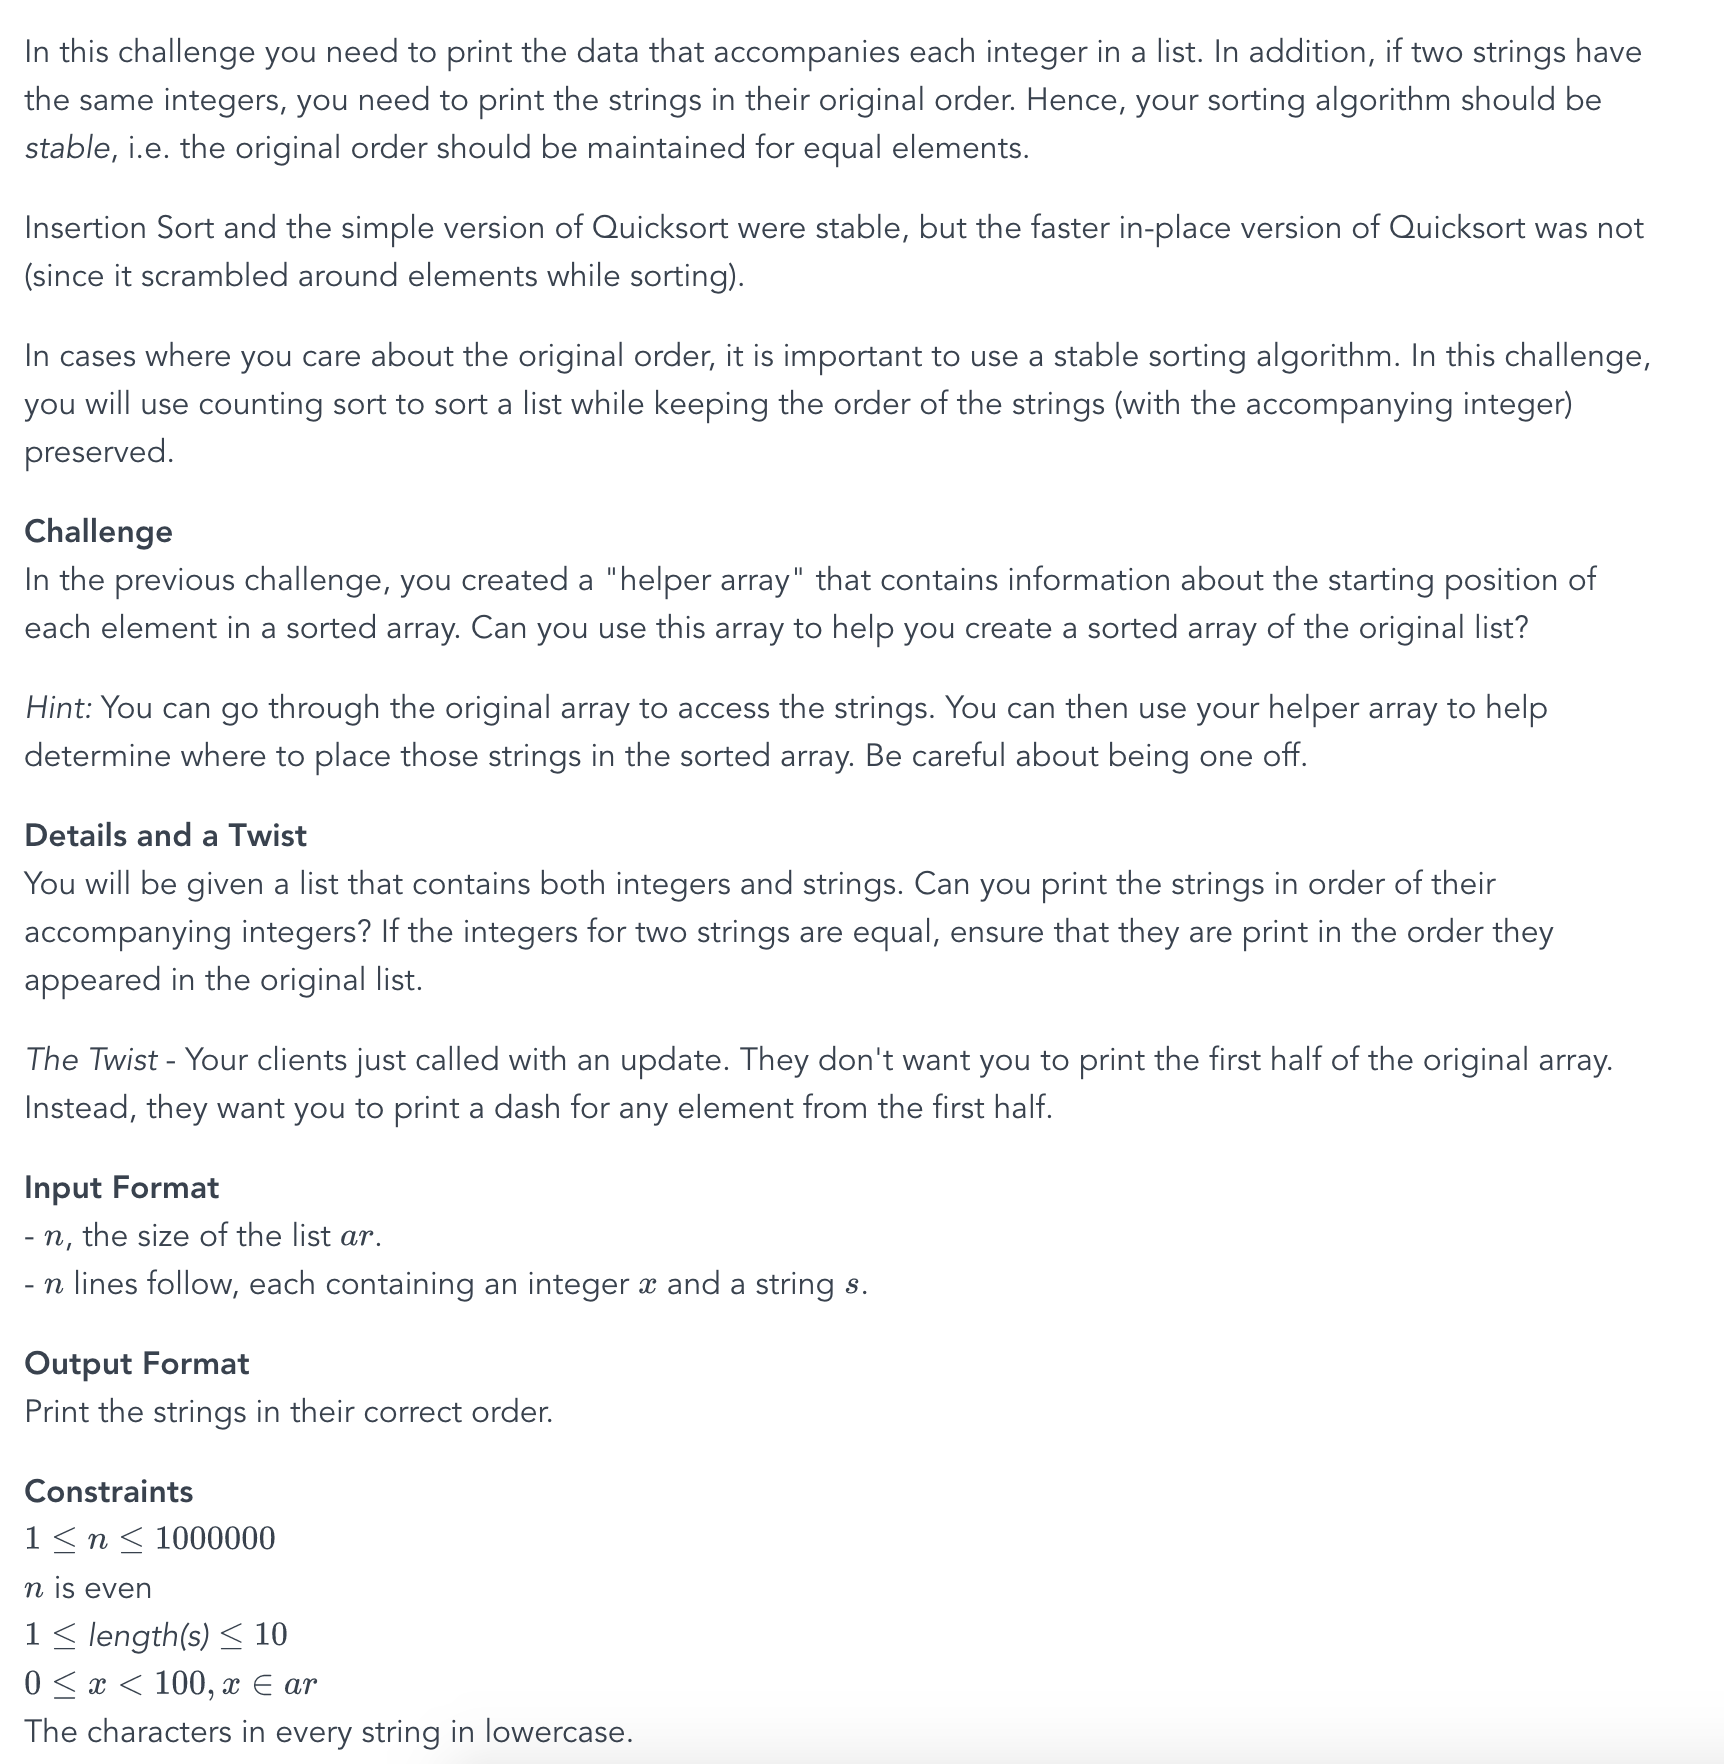 In this challenge you need to print the data that accompanies each integer in a list. In addition, if two strings have
the same integers, you need to print the strings in their original order. Hence, your sorting algorithm should be
stable, i.e. the original order should be maintained for equal elements.
Insertion Sort and the simple version of Quicksort were stable, but the faster in-place version of Quicksort was not
(since it scrambled around elements while sorting).
In cases where you care about the original order, it is important to use a stable sorting algorithm. In this challenge,
you will use counting sort to sort a list while keeping the order of the strings (with the accompanying integer)
preserved.
Challenge
In the previous challenge, you created a "helper array" that contains information about the starting position of
each element in a sorted array. Can you use this array to help you create a sorted array of the original list?
Hint: You can go through the original array to access the strings. You can then use your helper array to help
determine where to place those strings in the sorted array. Be careful about being one off.
Details and a Twist
You will be given a list that contains both integers and strings. Can you print the strings in order of their
accompanying integers? If the integers for two strings are equal, ensure that they are print in the order they
appeared in the original list.
The Twist - Your clients just called with an update. They don't want you to print the first half of the original array.
Instead, they want you to print a dash for any element from the first half.
Input Format
- n, the size of the list ar.
- n lines follow, each containing an integer x and a string s.
Output Format
Print the strings in their correct order.
Constraints
1 ≤ n ≤ 1000000
n is even
1 ≤ length(s) ≤ 10
0 ≤ x < 100, x ∈ ar
The characters in every string in lowercase.